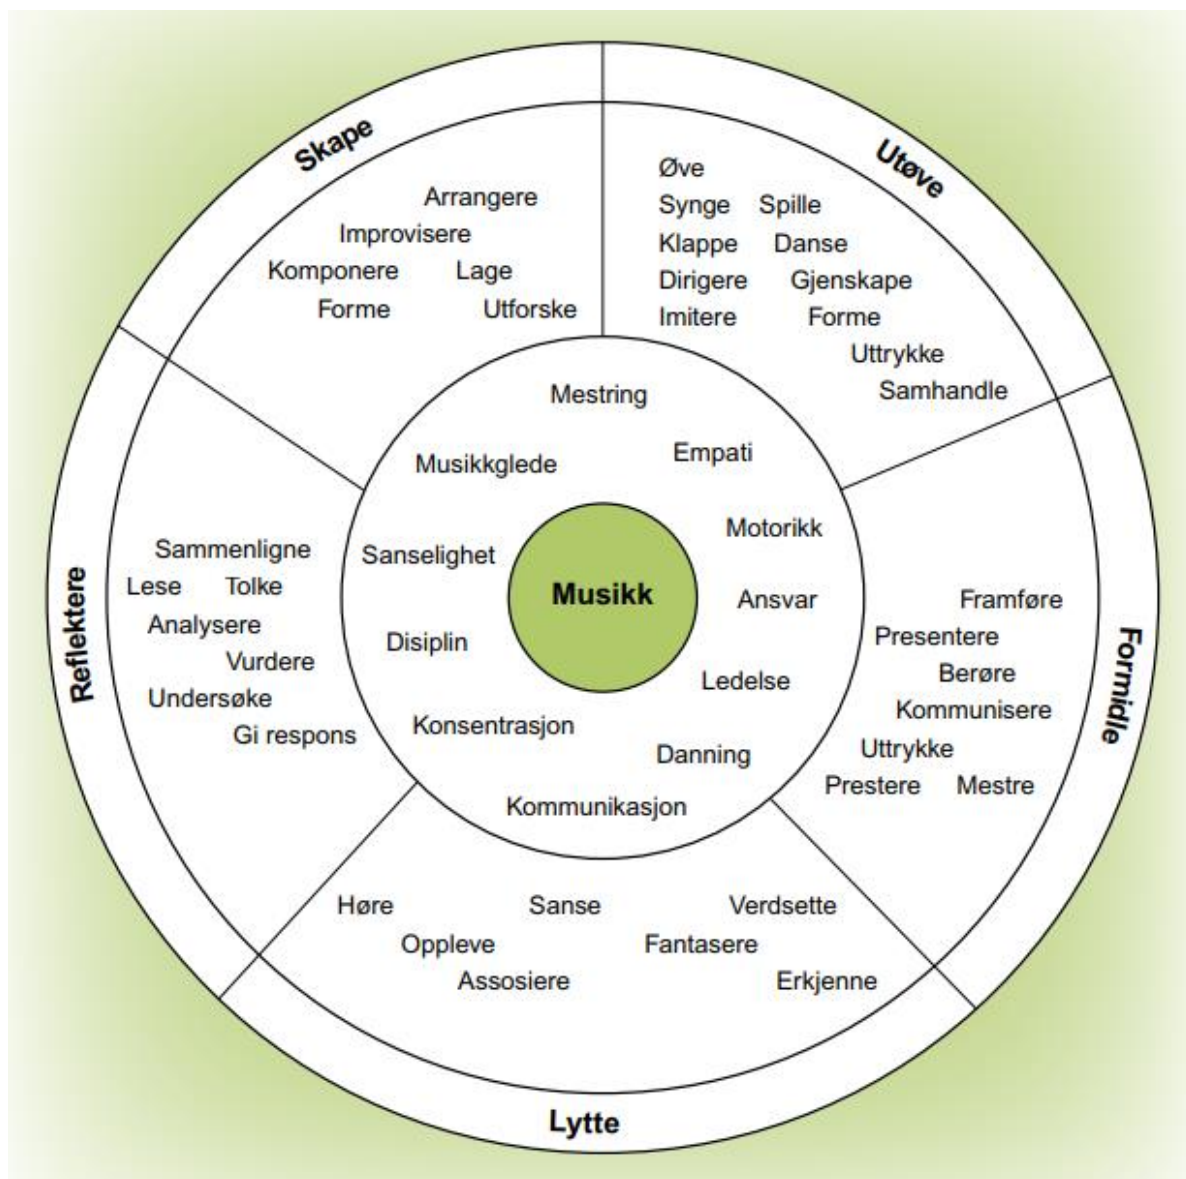 Skape
Arrangere
Improvisere
Komponere Lage
Forme Utforske
Utøve
Øve
Synge Spille
Klappe Danse
Dirigere Gjenskape
Imitere Forme
Uttrykke
Samhandle
Formidle
Framføre
Presentere
Berøre
Kommunisere
Uttrykke
Prestere Mestre
Lytte
Høre Sanse Verdsette
Oppleve Fantasere
Assosiere Erkjenne
Reflektere
Sammenligne
Lese Tolke
Analysere
Vurdere
Undersøke
Gi respons
Mestring
Empati
Musikkglede
Motorikk
Sanselighet
Ansvar
Disiplin
Ledelse
Konsentrasjon
Danning
Kommunikasjon
Musikk